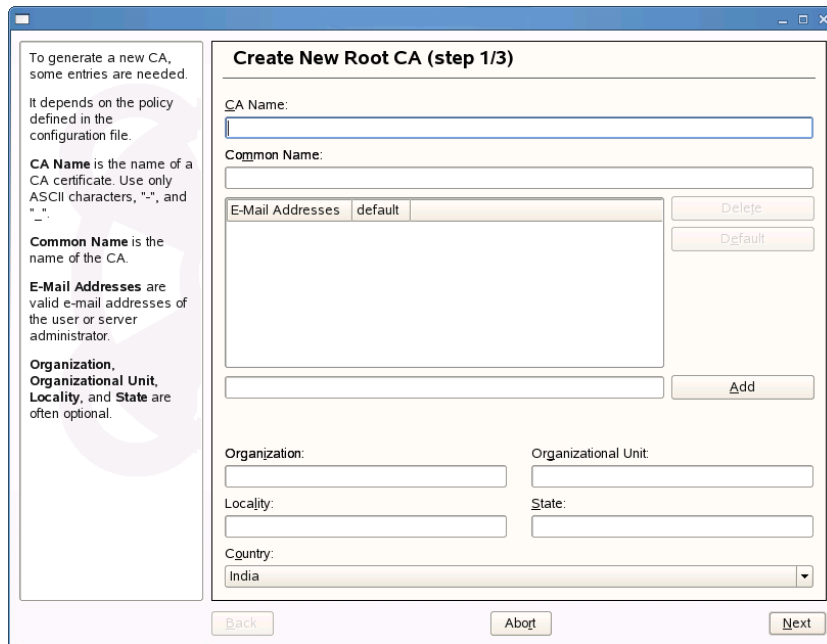 To generate a new CA,
some entries are needed.
It depends on the policy
defined in the
configuration file.
CA Name is the name of a
CA certificate. Use only
ASCII characters, "-", and
"_".
Common Name is the
name of the CA.
E-Mail Addresses are
valid e-mail addresses of
the user or server
administrator.
Organization,
Organizational Unit,
Locality, and State are
often optional.
Create New Root CA (step 1/3)
CA Name:
Common Name:
E-Mail Addresses default
Delete
Default
Add
Organization: Organizational Unit:
Locality: State:
Country:
India
Back Abort Next